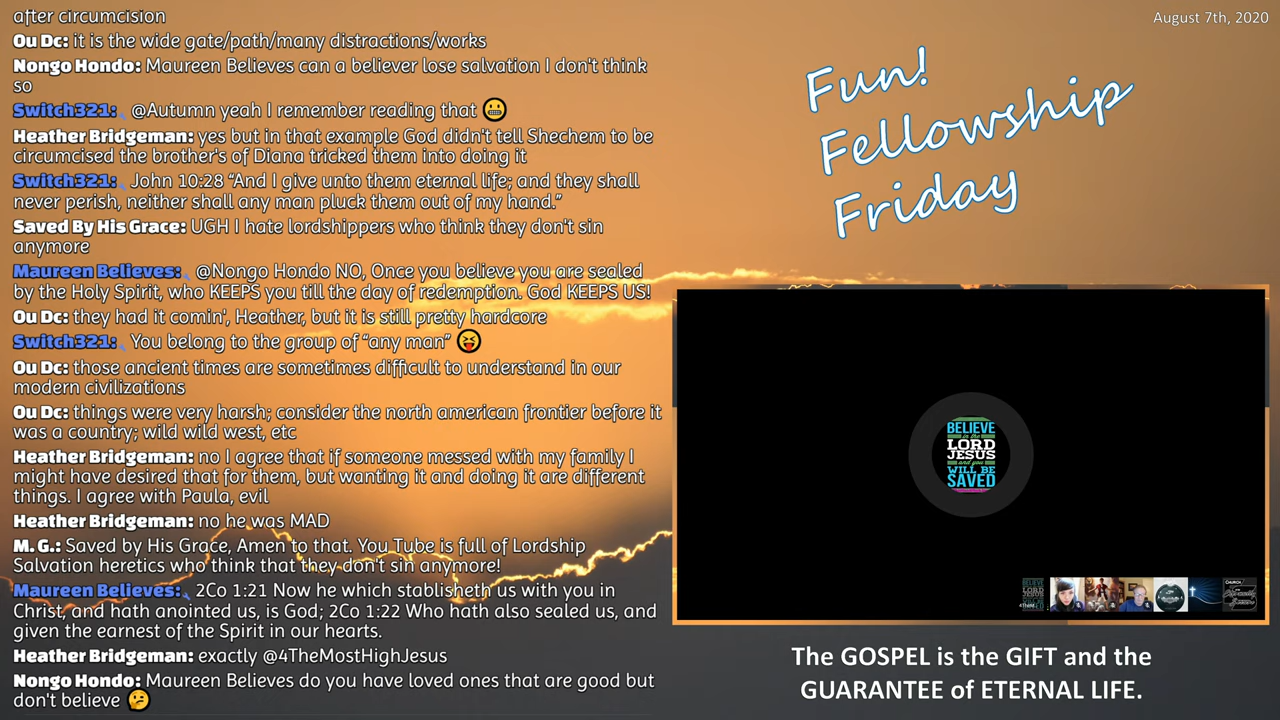 after circumcision
Ou Dc: it is the wide gate/path/many distractions/works
Nongo Hondo: Maureen Believes can a believer lose salvation I don't think
so
Switch321: @Autumn yeah I remember reading that 😬
Heather Bridgeman: yes but in that example God didn't tell Shechem to be
circumcised the brother's of Diana tricked them into doing it
Switch321: John 10:28 “And I give unto them eternal life; and they shall
never perish, neither shall any man pluck them out of my hand.”
Saved By His Grace: UGH I hate lordshippers who think they don't sin
anymore
Maureen Believes: @Nongo Hondo NO, Once you believe you are sealed
by the Holy Spirit, who KEEPS you till the day of redemption. God KEEPS US!
Ou Dc: they had it comin', Heather, but it is still pretty hardcore
Switch321: You belong to the group of “any man” 😝
Ou Dc: those ancient times are sometimes difficult to understand in our
modern civilizations
Ou Dc: things were very harsh; consider the north american frontier before it
was a country; wild wild west, etc
Heather Bridgeman: no I agree that if someone messed with my family I
might have desired that for them, but wanting it and doing it are different
things. I agree with Paula, evil
Heather Bridgeman: no he was MAD
M. G.: Saved by His Grace, Amen to that. You Tube is full of Lordship
Salvation heretics who think that they don't sin anymore!
Maureen Believes: 2Co 1:21 Now he which stablisheth us with you in
Christ, and hath anointed us, is God; 2Co 1:22 Who hath also sealed us, and
given the earnest of the Spirit in our hearts.
Heather Bridgeman: exactly @4TheMostHighJesus
Nongo Hondo: Maureen Believes do you have loved ones that are good but
don't believe 🤔
August 7th, 2020
Fun!
Fellowship
Friday
BELIEVE
in the
LORD
JESUS
and you
WILL BE
SAVED
The GOSPEL is the GIFT and the
GUARANTEE of ETERNAL LIFE.